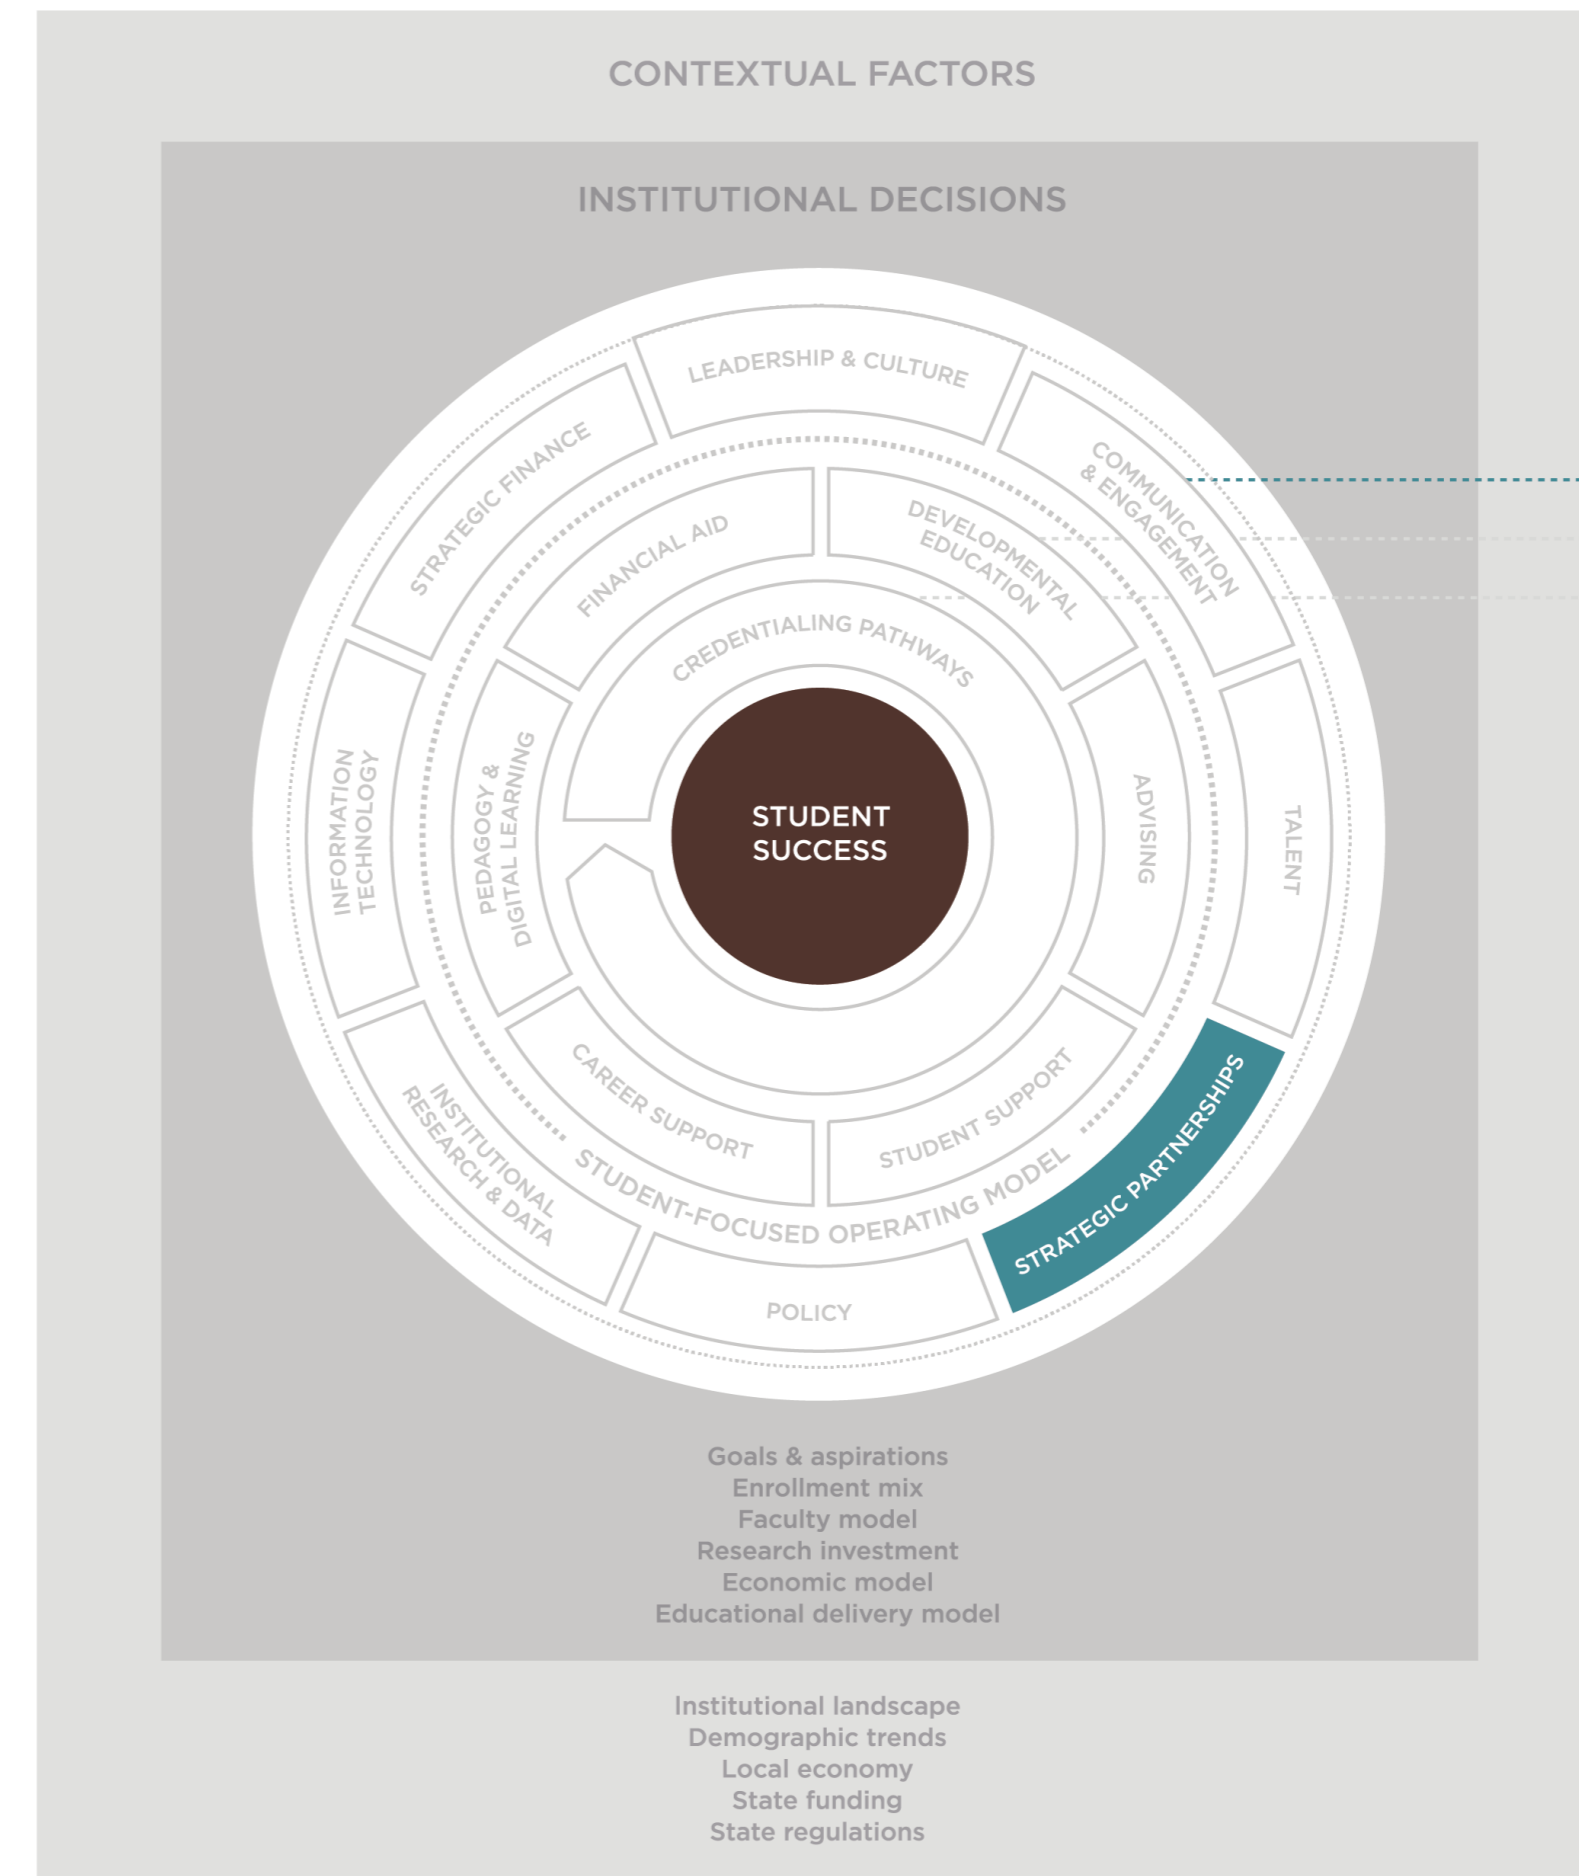 CONTEXTUAL FACTORS
INSTITUTIONAL DECISIONS
LEADERSHIP & CULTURE
COMMUNICATION
& ENGAGEMENT
TALENT
STRATEGIC PARTNERSHIPS
POLICY
INSTITUTIONAL
RESEARCH & DATA
INFORMATION
TECHNOLOGY
STRATEGIC FINANCE
FINANCIAL AID
DEVELOPMENTAL
EDUCATION
ADVISING
STUDENT SUPPORT
CAREER SUPPORT
PEDAGOGY &
DIGITAL LEARNING
STUDENT-FOCUSED OPERATING MODEL
CREDENTIALING PATHWAYS
STUDENT
SUCCESS
Goals & aspirations
Enrollment mix
Faculty model
Research investment
Economic model
Educational delivery model
Institutional landscape
Demographic trends
Local economy
State funding
State regulations